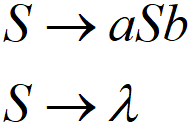 S → aSb
S → λ